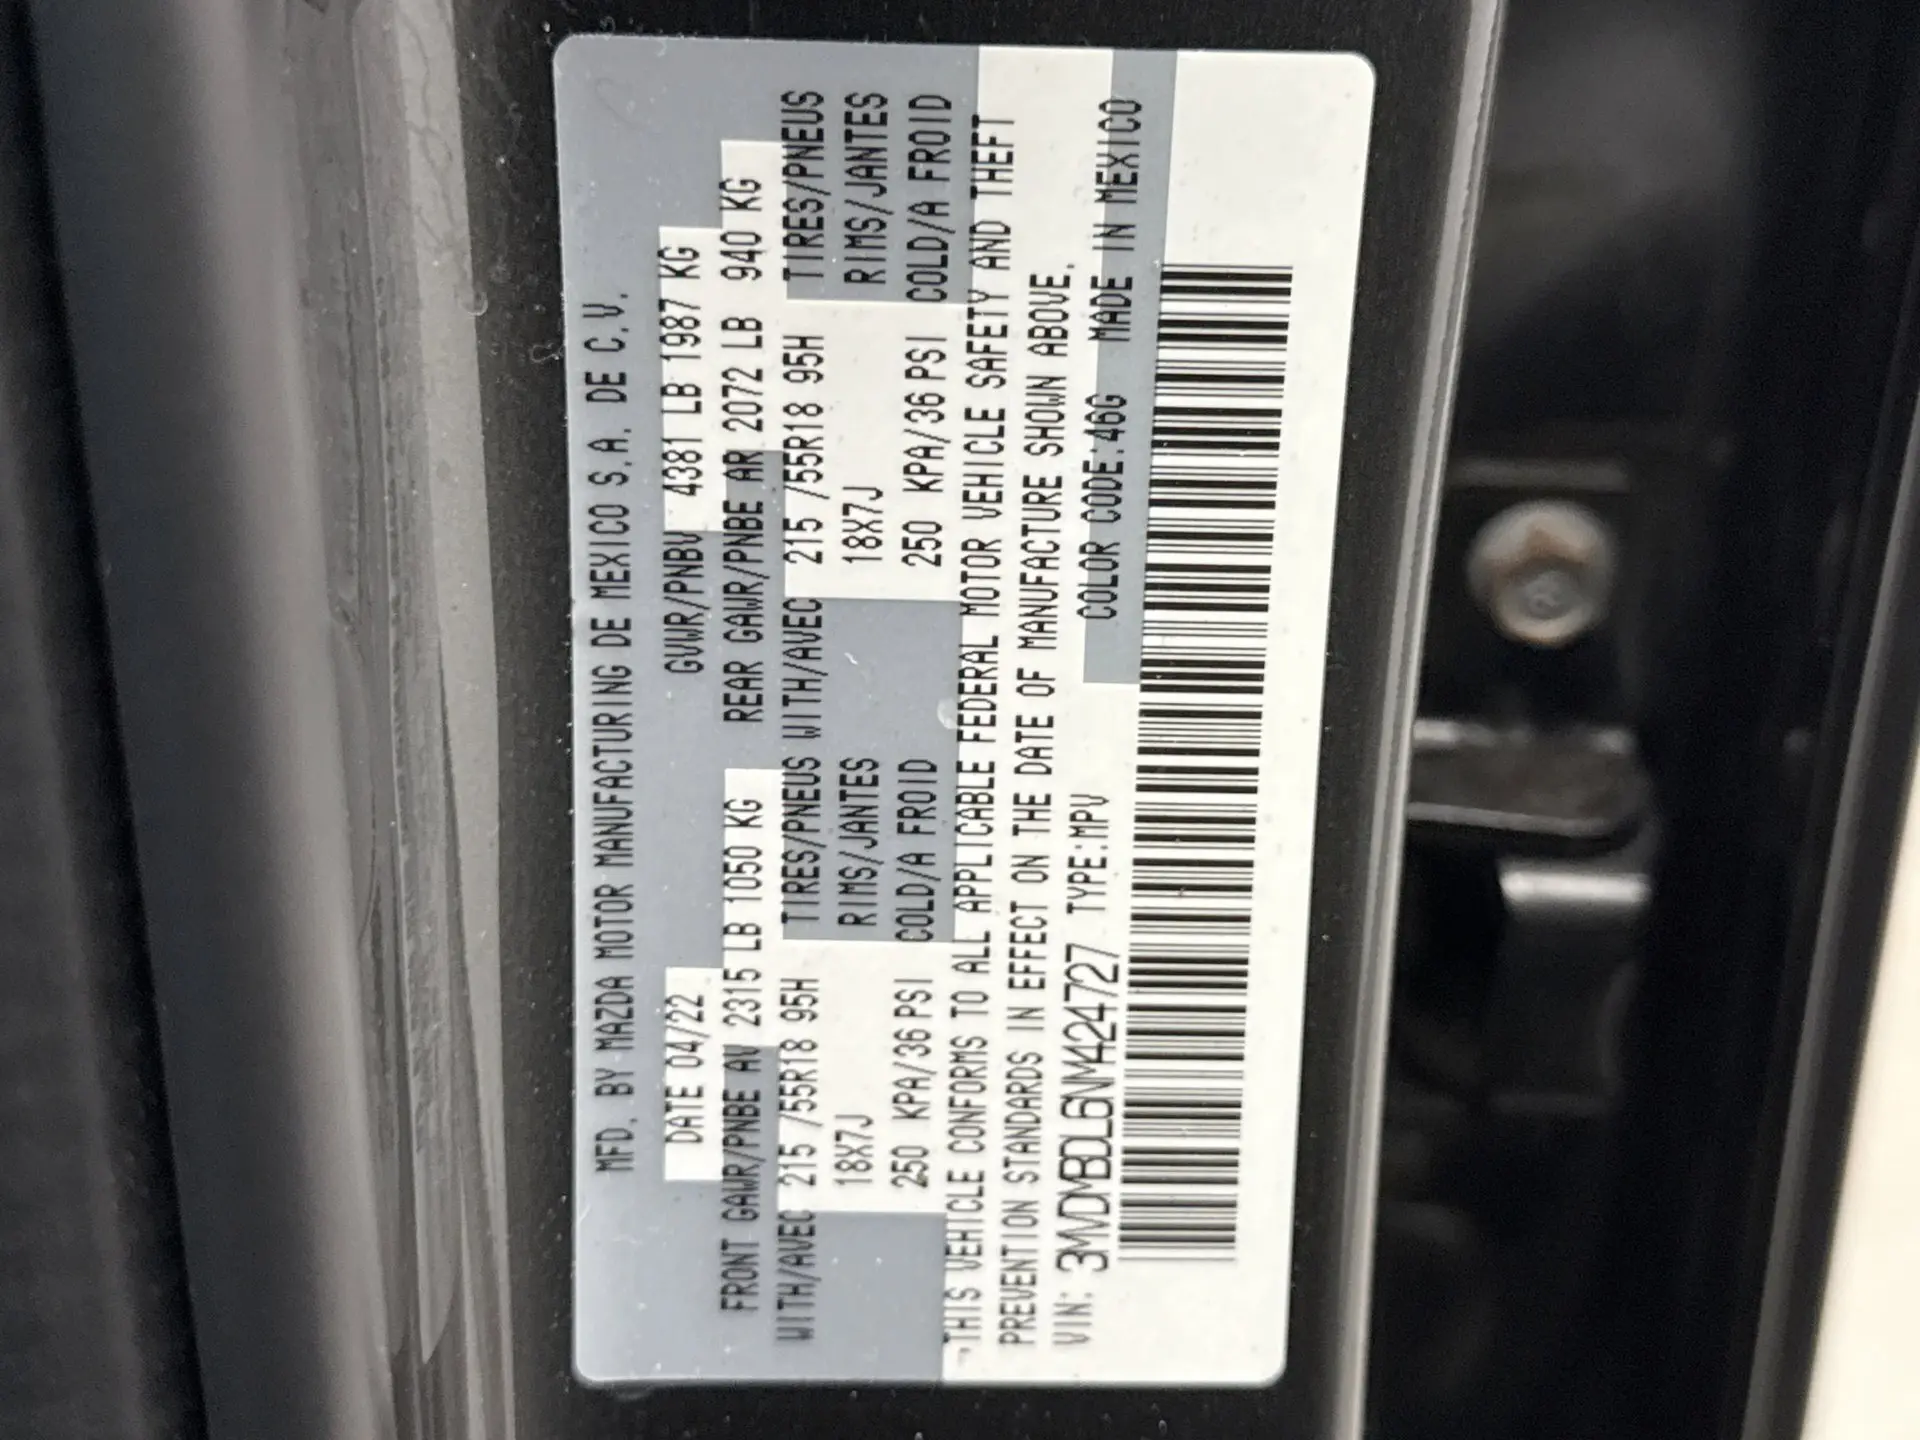 MFD. BY MAZDA MOTOR MANUFACTURING DE MEXICO S.A. DE C.V.
DATE 04/22 GVWR/PNBV 4381 LB 1987 KG
FRONT GAWR/PNBE AV 2315 LB 1050 KG REAR GAWR/PNBE AR 2072 LB 940 KG
WITH/AVEC 215 /55R18 95H TIRES/PNEUS WITH/AVEC 215 /55R18 95H TIRES/PNEUS
18X7J RIMS/JANTES 18X7J RIMS/JANTES
250 KPA/36 PSI COLD/A FROID 250 KPA/36 PSI COLD/A FROID
THIS VEHICLE CONFORMS TO ALL APPLICABLE FEDERAL MOTOR VEHICLE SAFETY AND THEFT
PREVENTION STANDARDS IN EFFECT ON THE DATE OF MANUFACTURE SHOWN ABOVE.
VIN: 3MVDMBDL6NM424727 TYPE:MPV COLOR CODE:46G MADE IN MEXICO